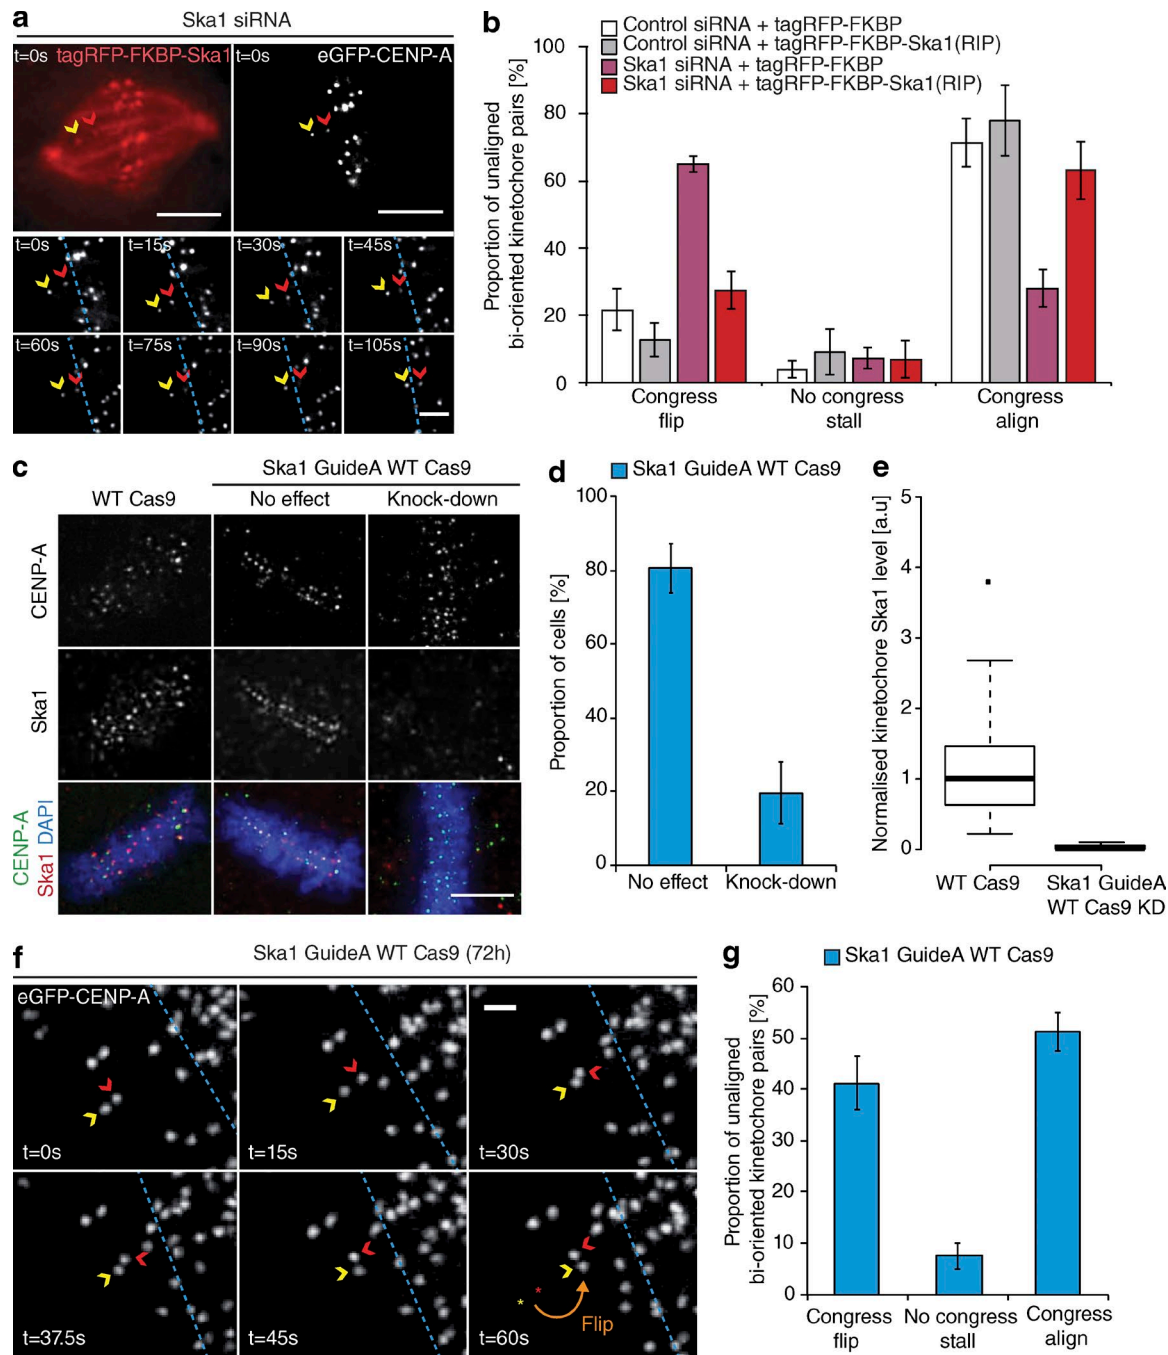 a
Ska1 siRNA
t=0s tagRFP-FKBP-Ska1
t=0s eGFP-CENP-A
t=0s
t=15s
t=30s
t=45s
t=60s
t=75s
t=90s
t=105s
b
Control siRNA + tagRFP-FKBP
Control siRNA + tagRFP-FKBP-Ska1(RIP)
Ska1 siRNA + tagRFP-FKBP
Ska1 siRNA + tagRFP-FKBP-Ska1(RIP)
Proportion of unaligned
bi-oriented kinetochore pairs [%]
100
80
60
40
20
0
Congress
flip
No congress
stall
Congress
align
c
Ska1 GuideA WT Cas9
WT Cas9
No effect
Knock-down
CENP-A
Ska1
CENP-A
Ska1 DAPI
d
Ska1 GuideA WT Cas9
Proportion of cells [%]
100
80
60
40
20
0
No effect
Knock-down
e
Normalised kinetochore Ska1 level [a.u]
5
4
3
2
1
0
WT Cas9
Ska1 GuideA
WT Cas9 KD
f
Ska1 GuideA WT Cas9 (72h)
eGFP-CENP-A
t=0s
t=15s
t=30s
t=37.5s
t=45s
* *
Flip
t=60s
g
Ska1 GuideA WT Cas9
Proportion of unaligned
bi-oriented kinetochore pairs [%]
60
50
40
30
20
10
0
Congress
flip
No congress
stall
Congress
align